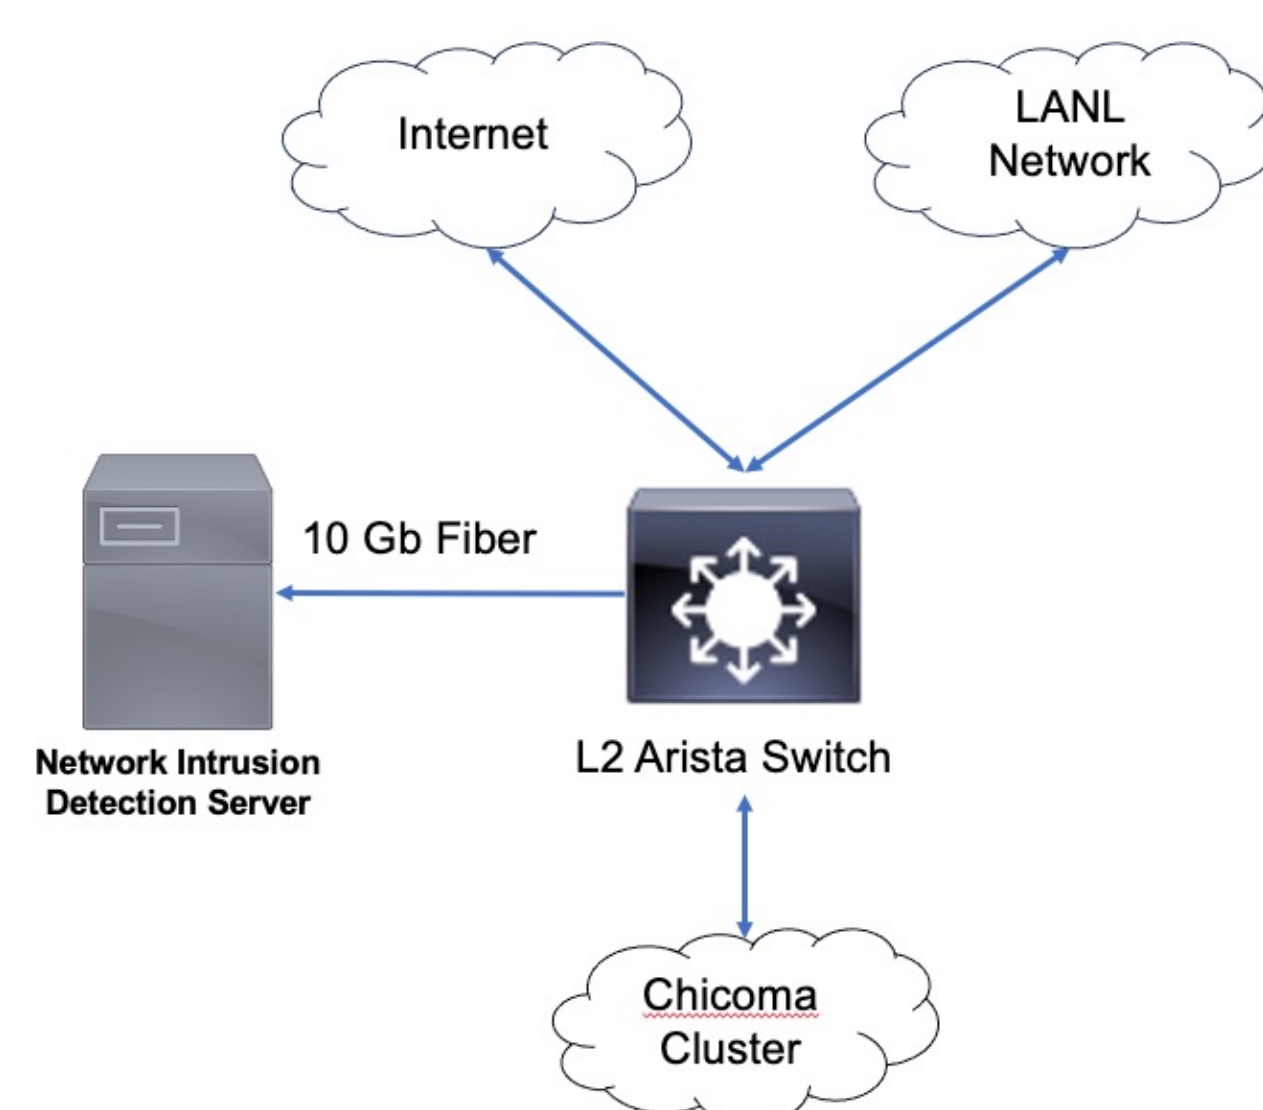 Internet
LANL
Network
10 Gb Fiber
Network Intrusion
Detection Server
L2 Arista Switch
Chicoma
Cluster